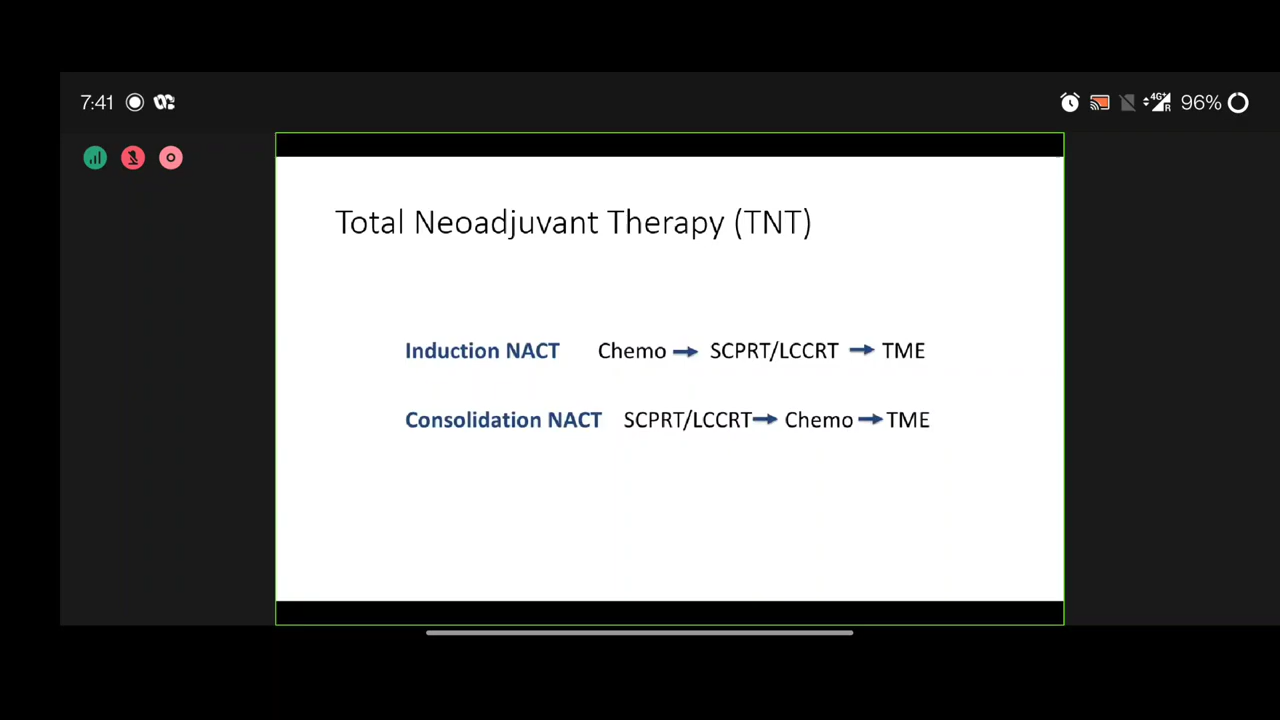 7:41
4G+ R 96%
Total Neoadjuvant Therapy (TNT)
Induction NACT Chemo → SCPRT/LCCRT → TME
Consolidation NACT SCPRT/LCCRT → Chemo → TME